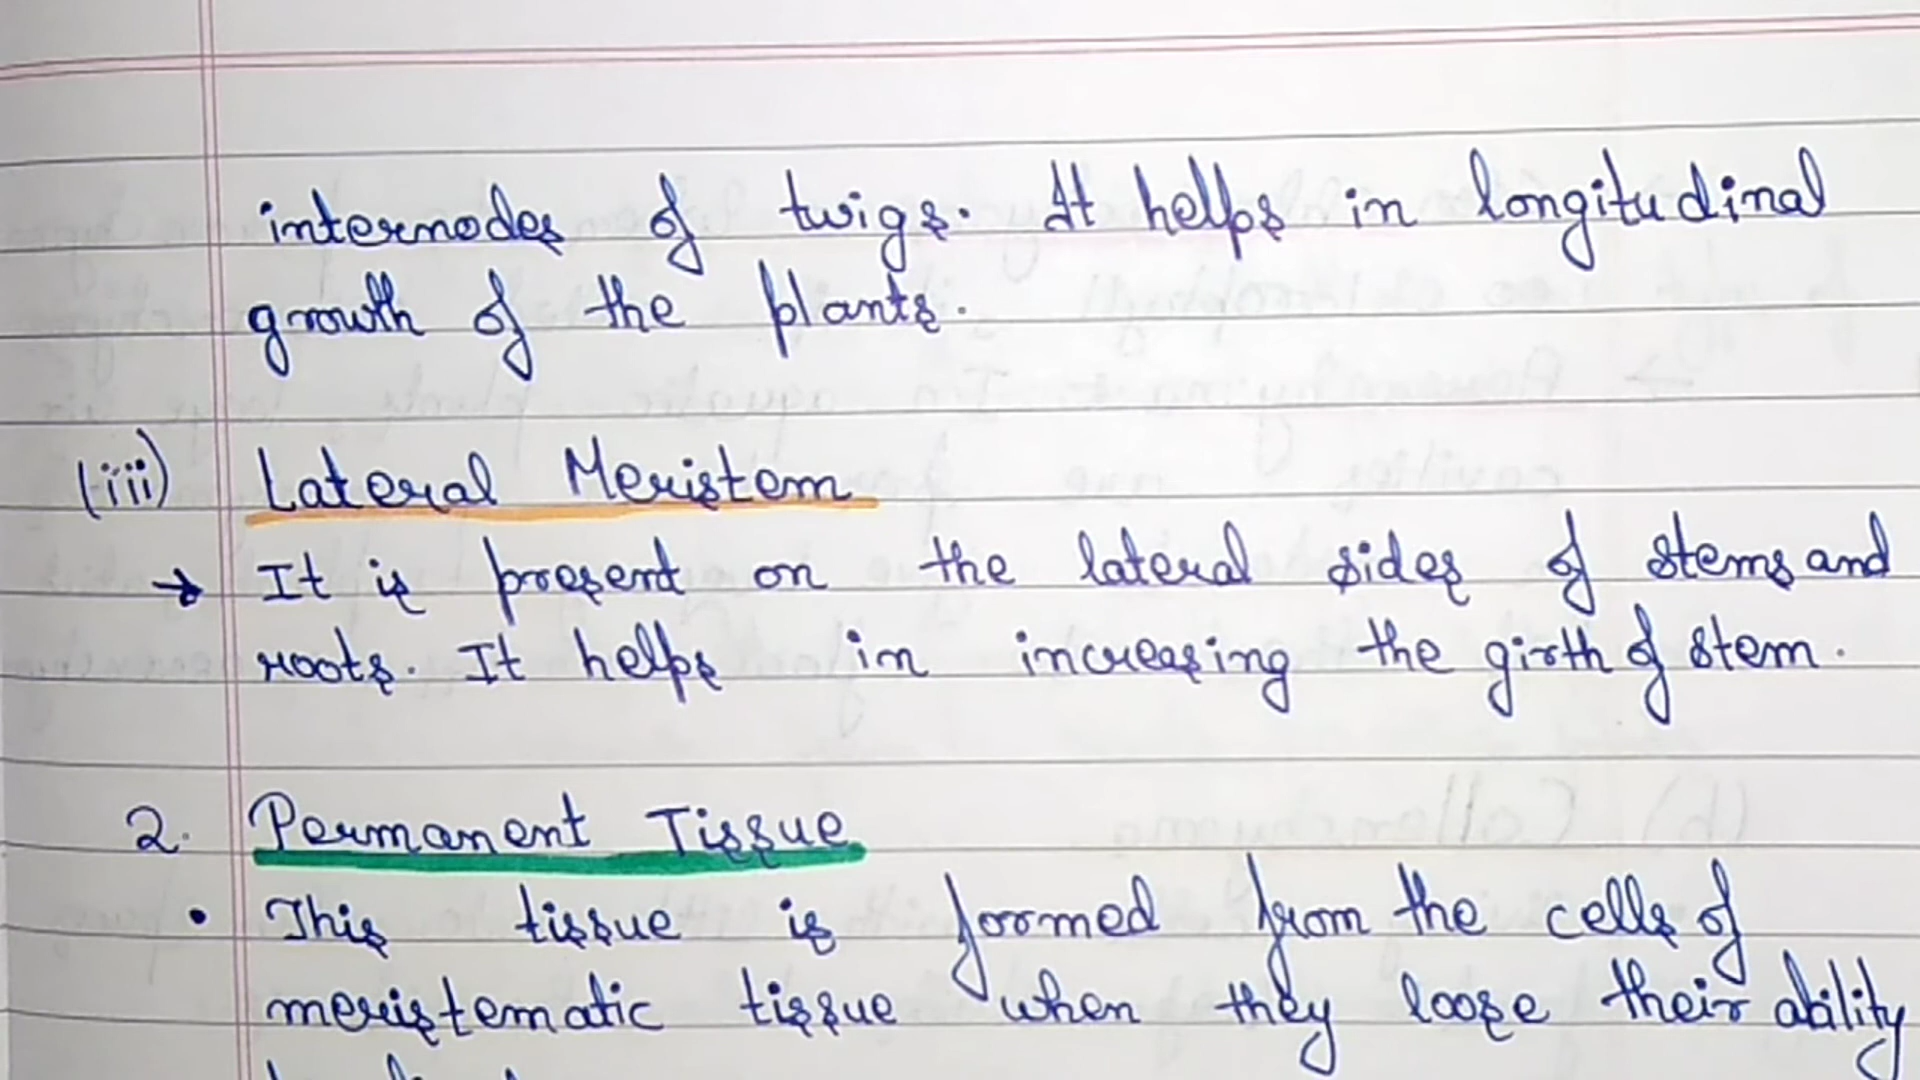 internodes of twigs. It helps in longitudinal
growth of the plants.
(iii) Lateral Meristem
→ It is present on the lateral sides of stems and
roots. It helps in increasing the girth of stem.
2. Permanent Tissue
• This tissue is formed from the cells of
meristematic tissue when they loose their ability